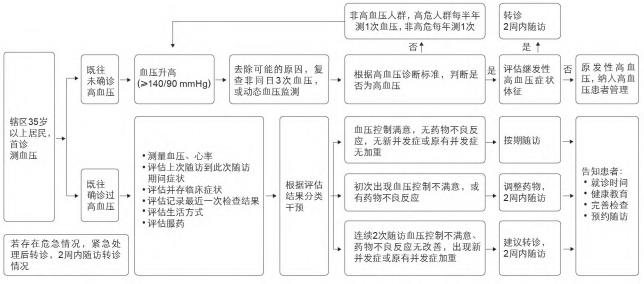 非高血压人群，高危人群每半年
测1次血压，非高危每年测1次
转诊
2周内随访
否
是
既往
未确诊
高血压
血压升高
(≥140/90 mmHg)
去除可能的原因，复
查非同日3次血压，
或动态血压监测
根据高血压诊断标准，判断是
否为高血压
是
评估继发性
高血压症状
体征
否
原发性高血
压，纳入高血
压患者管理
辖区35岁
以上居民，
首诊
测血压
既往
确诊过
高血压
• 测量血压、心率
• 评估上次随访到此次随访
期间症状
• 评估并存临床症状
• 评估记录最近一次检查结果
• 评估生活方式
• 评估服药
根据评估
结果分类
干预
血压控制满意，无药物不良反
应，无新并发症或原有并发症
无加重
按期随访
初次出现血压控制不满意，或
有药物不良反应
调整药物，
2周内随访
连续2次随访血压控制不满意、
药物不良反应无改善，出现新
并发症或原有并发症加重
建议转诊，
2周内随访
告知患者：
• 就诊时间
• 健康教育
• 完善检查
• 预约随访
若存在危急情况，紧急处
理后转诊，2周内随访转诊
情况